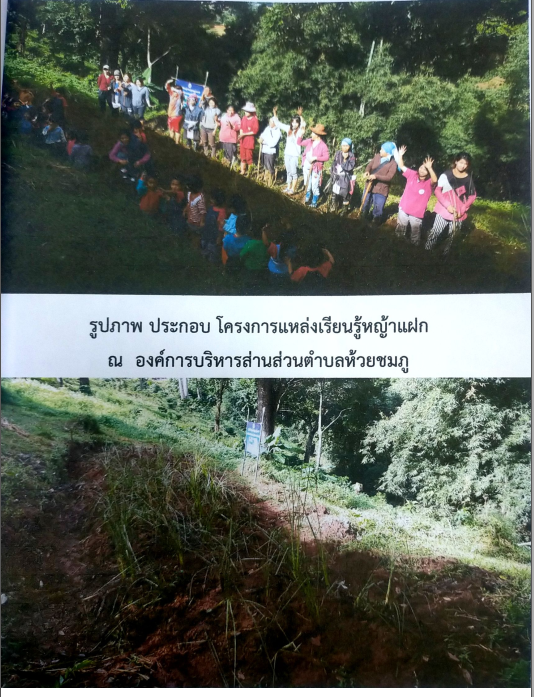 รูปภาพ ประกอบ โครงการแหล่งเรียนรู้หญ้าแฝก
ณ องค์การบริหารส่านส่วนตำบลห้วยชมภู